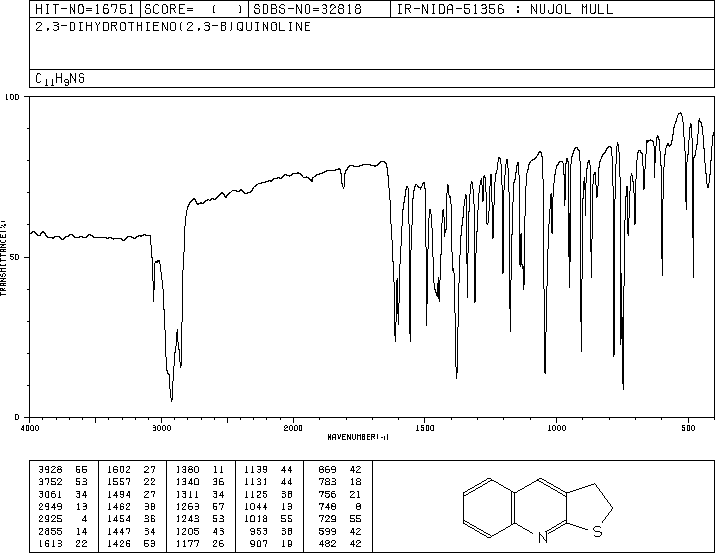 HIT-NO=16751 SCORE= ( ) SDBS-NO=32818 IR-NIDA-51356 : NUJOL MULL
2,3-DIHYDROTHIENO(2,3-B)QUINOLINE
C11H9NS
100
TRANSMITTANCE(%)
50
0
4000 3000 2000 1500 1000 500
WAVENUMBER(-1)
3928 66 1602 27 1380 11 1139 44 869 42
3752 53 1557 22 1340 36 1131 44 783 18
3061 34 1494 27 1311 34 1125 38 756 21
2949 13 1462 38 1269 57 1044 13 748 8
2925 4 1454 36 1243 53 1018 55 729 55
2855 14 1447 34 1205 43 953 38 599 42
1613 22 1426 53 1177 26 907 19 482 42
N S